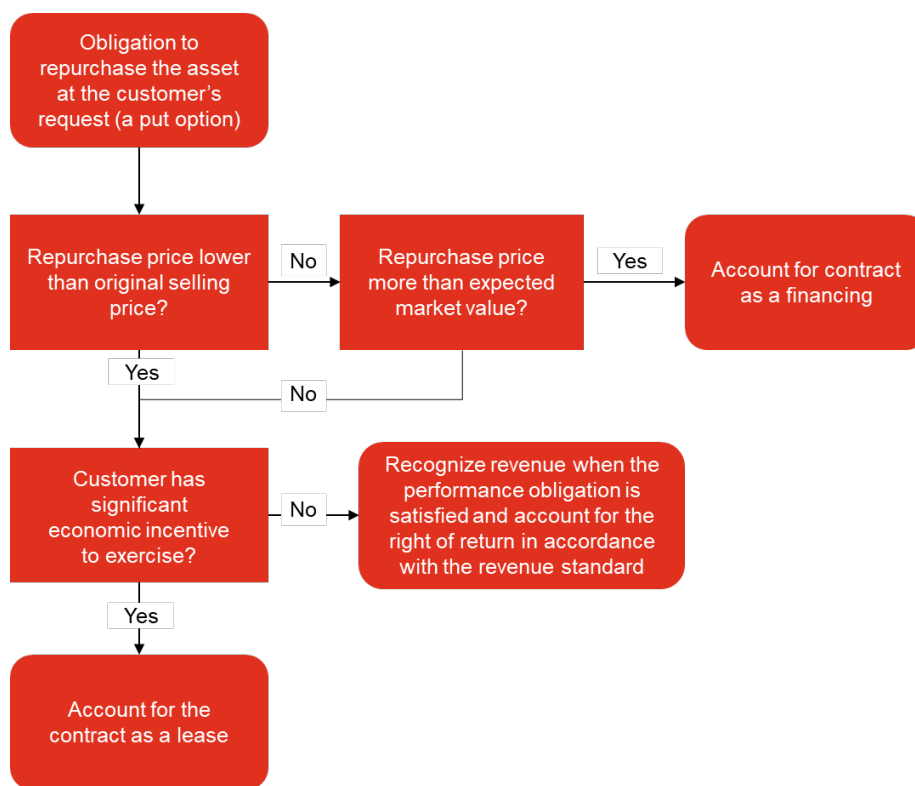 Obligation to
repurchase the asset
at the customer’s
request (a put option)
Repurchase price lower
than original selling
price?
No
Repurchase price
more than expected
market value?
Yes
Account for contract
as a financing
Yes
No
Customer has
significant
economic incentive
to exercise?
No
Recognize revenue when the
performance obligation is
satisfied and account for the
right of return in accordance
with the revenue standard
Yes
Account for the
contract as a lease